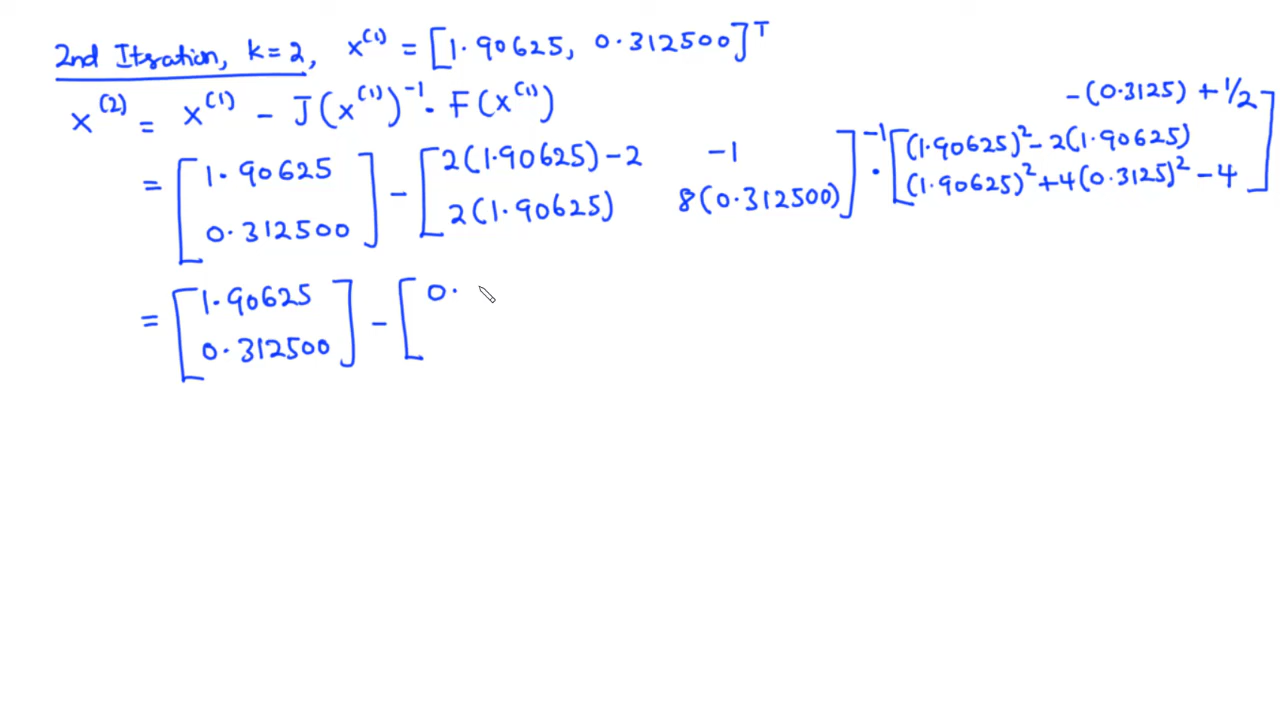 2nd Itsration, k=2, x^(1) = [1.90625, 0.312500]^T
x^(2) = x^(1) - J(x^(1))^-1 · F(x^(1))
-(0.3125) + 1/2
= [1.90625 - [2(1.90625)-2 -1 ]^-1 · [(1.90625)^2 - 2(1.90625)
0.312500] 2(1.90625) 8(0.312500) (1.90625)^2 + 4(0.3125)^2 - 4]
= [1.90625 - [0.
0.312500]